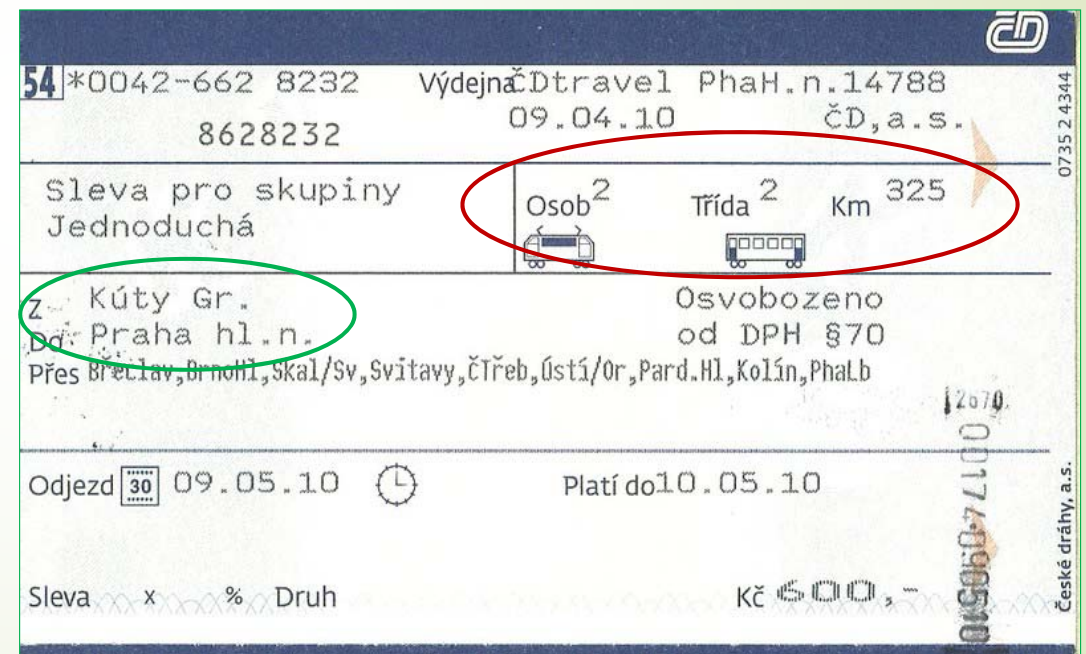 ČD
54 *0042-662 8232 Výdejna ČDtravel PhaH.n.14788
8628232 09.04.10 ČD,a.s.
0735 2 4344
Sleva pro skupiny
Jednoduchá
Osob 2 Třída 2 Km 325
Z Kúty Gr. Osvobozeno
Do Praha hl.n. od DPH §70
Přes Břeclav,BrnoHl,Skal/Sv,Svitavy,ČTřeb,Ústí/Or,Pard.Hl,Kolín,PhaLb
2670
Odjezd 30 09.05.10 Platí do 10.05.10
Sleva x % Druh Kč 600,-
České dráhy, a.s.